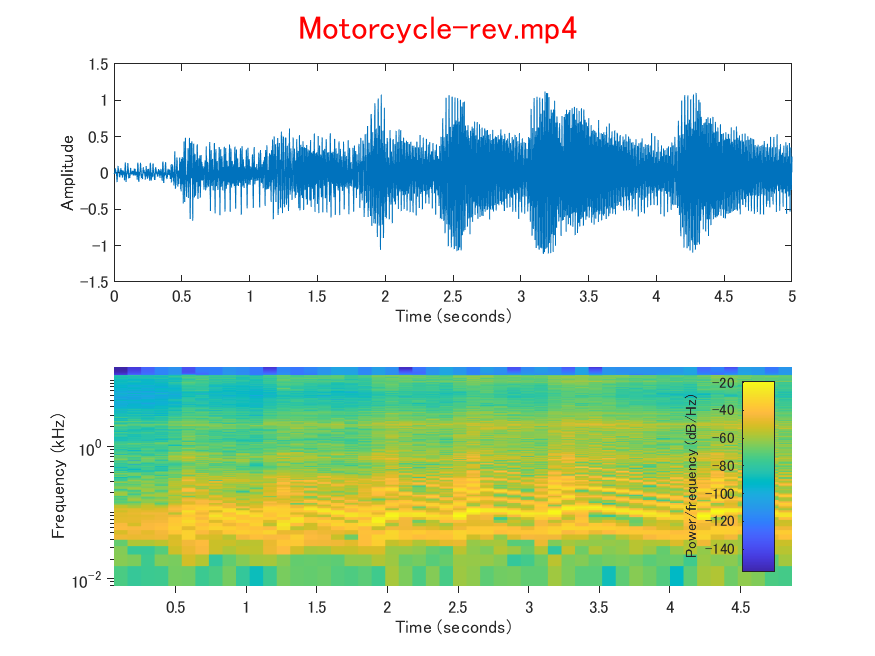 Motorcycle-rev.mp4
1.5
1
0.5
0
-0.5
-1
-1.5
Amplitude
0 0.5 1 1.5 2 2.5 3 3.5 4 4.5 5
Time (seconds)
10^0
10^-2
Frequency (kHz)
0.5 1 1.5 2 2.5 3 3.5 4 4.5
Time (seconds)
Power/frequency (dB/Hz)
-20
-40
-60
-80
-100
-120
-140